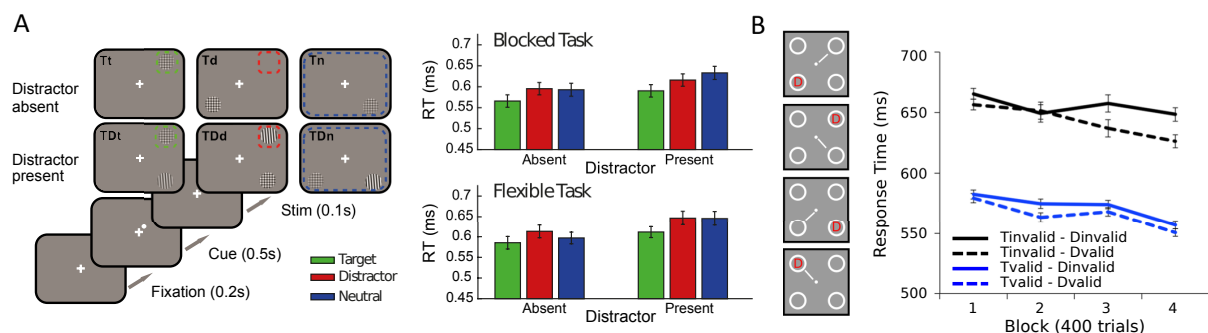 A
Distractor
absent
Tt
Td
Tn
Distractor
present
TDt
TDd
TDn
Stim (0.1s)
Cue (0.5s)
Fixation (0.2s)
Target
Distractor
Neutral
Blocked Task
RT (ms)
0.7
0.65
0.6
0.55
0.5
0.45
Absent
Present
Distractor
Flexible Task
RT (ms)
0.7
0.65
0.6
0.55
0.5
0.45
Absent
Present
Distractor
B
D
D
D
D
Response Time (ms)
700
650
600
550
500
Tinvalid - Dinvalid
Tinvalid - Dvalid
Tvalid - Dinvalid
Tvalid - Dvalid
1 2 3 4
Block (400 trials)